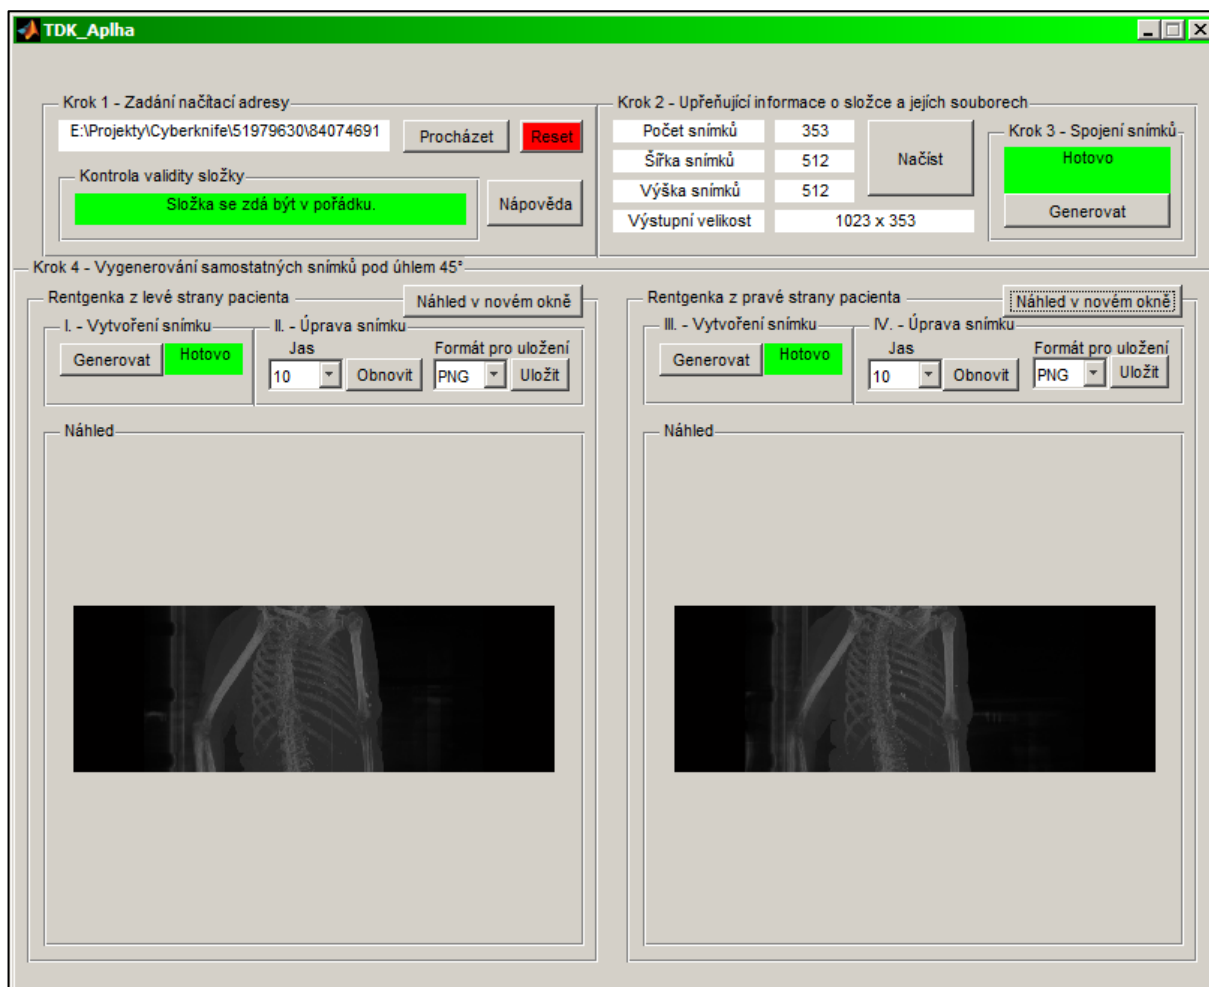 TDK_Aplha
Krok 1 - Zadání načítací adresy
E:\Projekty\Cyberknife\51979630\84074691
Procházet
Reset
Kontrola validity složky
Složka se zdá být v pořádku.
Nápověda
Krok 2 - Upřeňující informace o složce a jejích souborech
Počet snímků
353
Šířka snímků
512
Výška snímků
512
Výstupní velikost
1023 x 353
Načíst
Krok 3 - Spojení snímků
Hotovo
Generovat
Krok 4 - Vygenerování samostatných snímků pod úhlem 45°
Rentgenka z levé strany pacienta
Náhled v novém okně
I. - Vytvoření snímku
Generovat
Hotovo
II. - Úprava snímku
Jas
10
Obnovit
Formát pro uložení
PNG
Uložit
Náhled
Rentgenka z pravé strany pacienta
Náhled v novém okně
III. - Vytvoření snímku
Generovat
Hotovo
IV. - Úprava snímku
Jas
10
Obnovit
Formát pro uložení
PNG
Uložit
Náhled